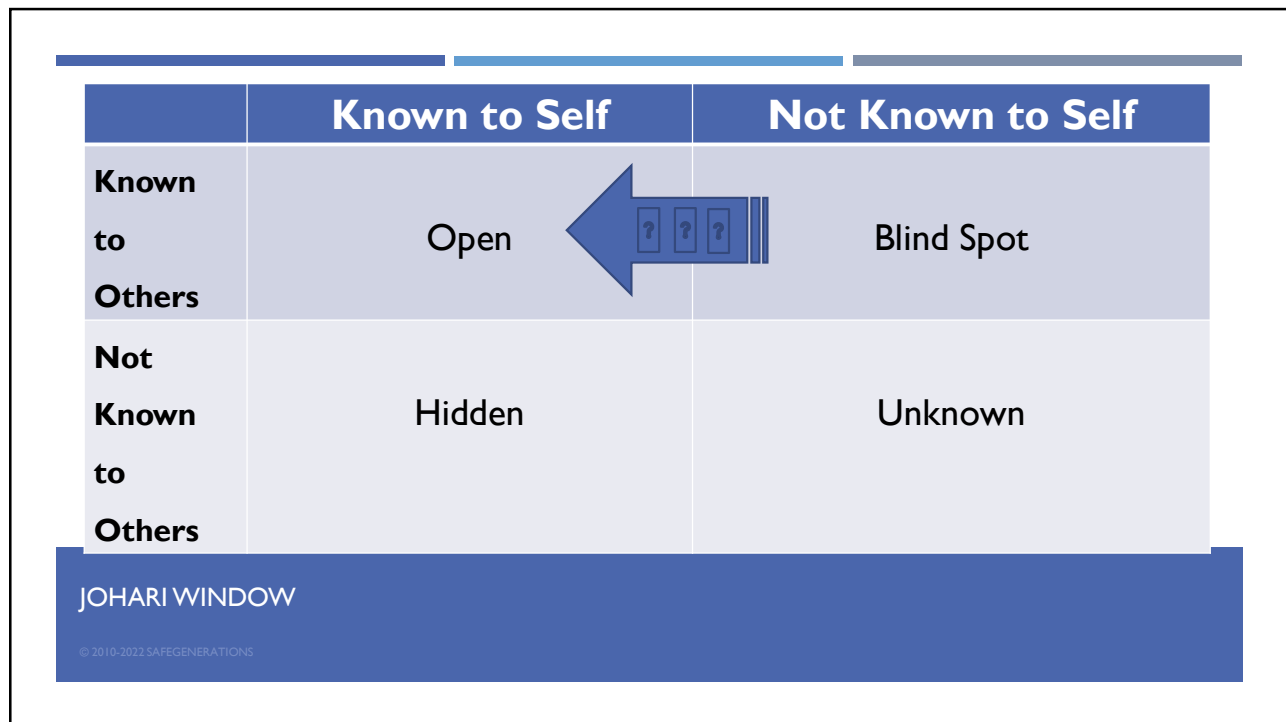 Known to Self
Not Known to Self
Known
to
Others
Open
? ? ?
Blind Spot
Not
Known
to
Others
Hidden
Unknown
JOHARI WINDOW
© 2010-2022 SAFEGENERATIONS